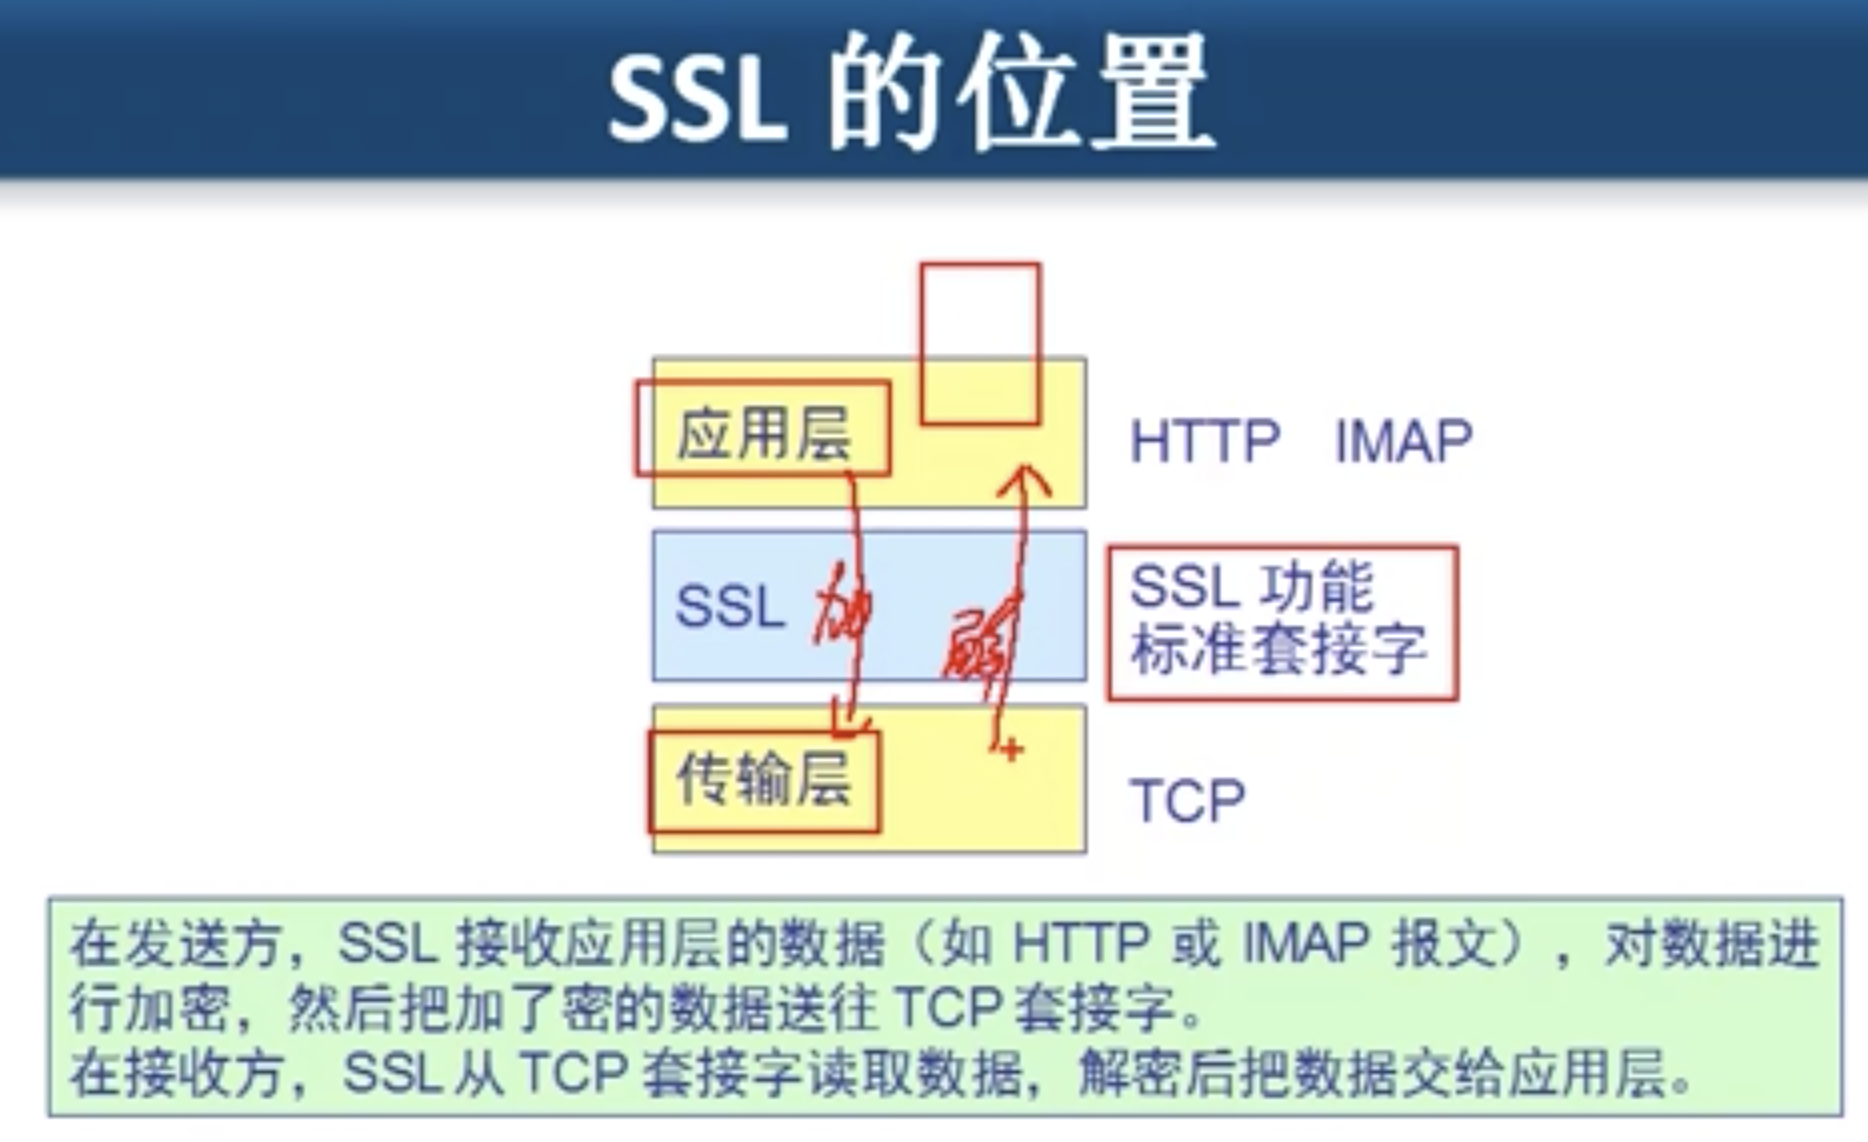 SSL 的位置
应用层
HTTP IMAP
SSL 加 解
SSL 功能
标准套接字
传输层
TCP
在发送方，SSL 接收应用层的数据（如 HTTP 或 IMAP 报文），对数据进
行加密，然后把加了密的数据送往 TCP 套接字。
在接收方，SSL 从 TCP 套接字读取数据，解密后把数据交给应用层。